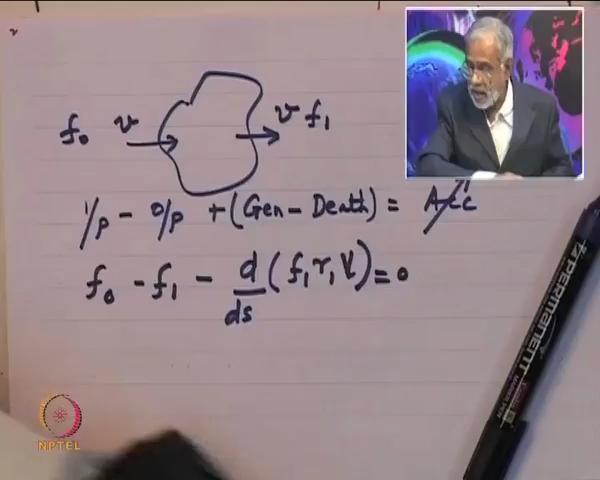 f₀ v v f₁
I/p - O/p + (Gen - Death) = Acc
f₀ - f₁ - d/ds (f₁ r₁ V) = 0
PERMANENT
NPTEL